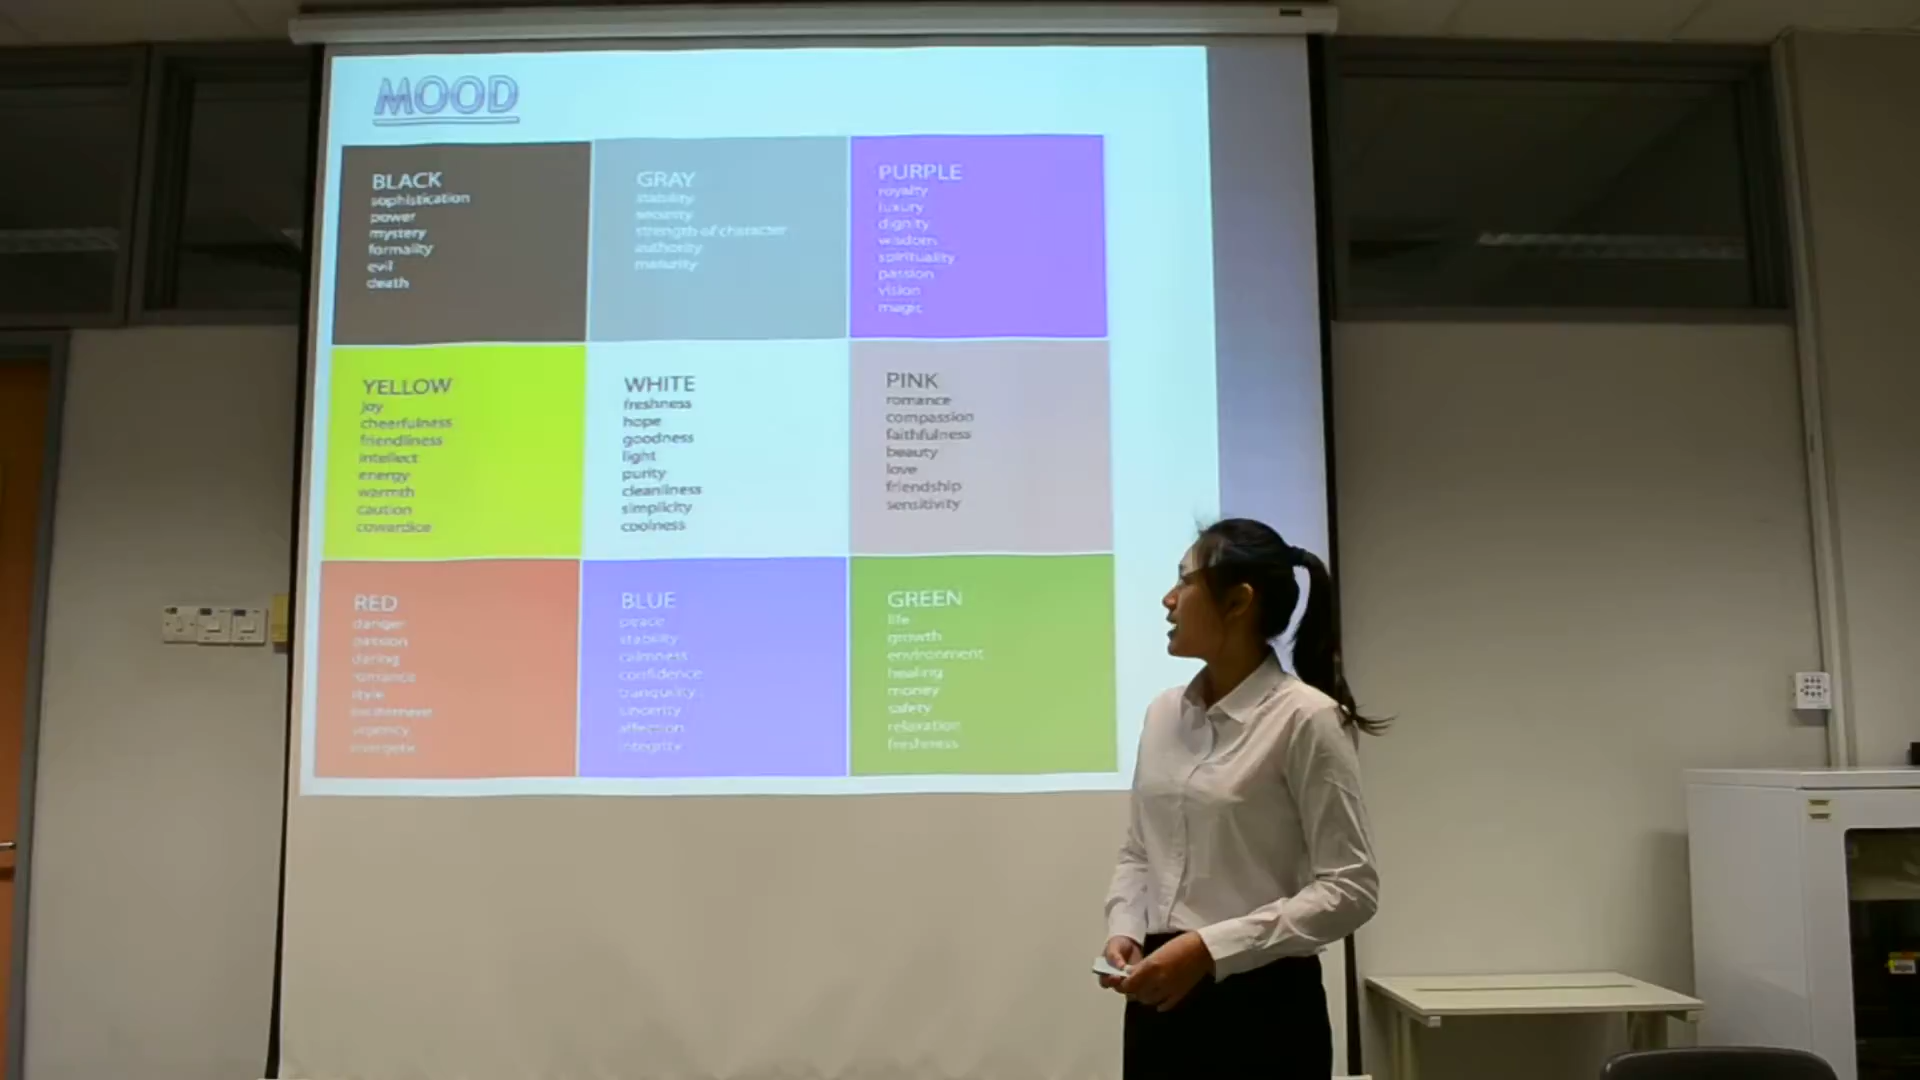 MOOD
BLACK
sophistication
power
mystery
formality
evil
death
GRAY
stability
security
strength of character
authority
maturity
PURPLE
royalty
luxury
dignity
wisdom
spirituality
passion
vision
magic
YELLOW
joy
cheerfulness
friendliness
intellect
energy
warmth
caution
cowardice
WHITE
freshness
hope
goodness
light
purity
cleanliness
simplicity
coolness
PINK
romance
compassion
faithfulness
beauty
love
friendship
sensitivity
RED
danger
passion
daring
romance
style
excitement
urgency
energetic
BLUE
peace
stability
calmness
confidence
tranquility
sincerity
affection
integrity
GREEN
life
growth
environment
healing
money
safety
relaxation
freshness